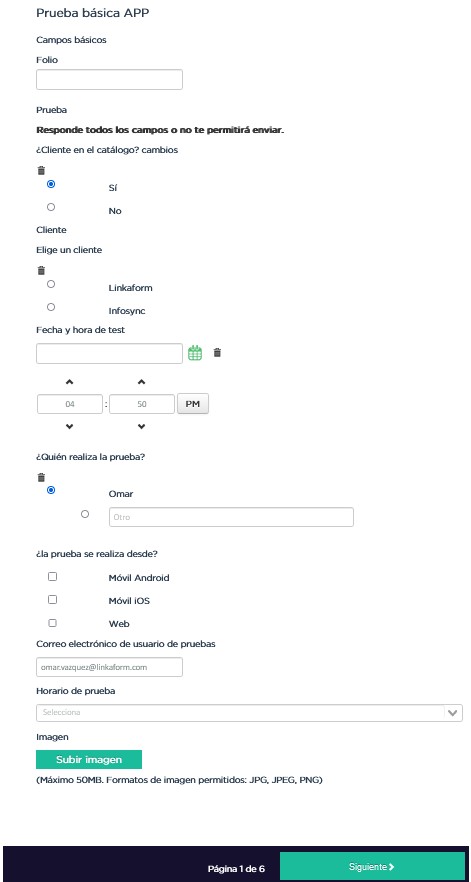 Prueba básica APP
Campos básicos
Folio
Prueba
Responde todos los campos o no te permitirá enviar.
¿Cliente en el catálogo? cambios
Sí
No
Cliente
Elige un cliente
Linkaform
Infosync
Fecha y hora de test
04 : 50 PM
¿Quién realiza la prueba?
Omar
Otro
¿la prueba se realiza desde?
Móvil Android
Móvil iOS
Web
Correo electrónico de usuario de pruebas
omar.vazquez@linkaform.com
Horario de prueba
Selecciona
Imagen
Subir imagen
(Máximo 50MB. Formatos de imagen permitidos: JPG, JPEG, PNG)
Página 1 de 6 Siguiente